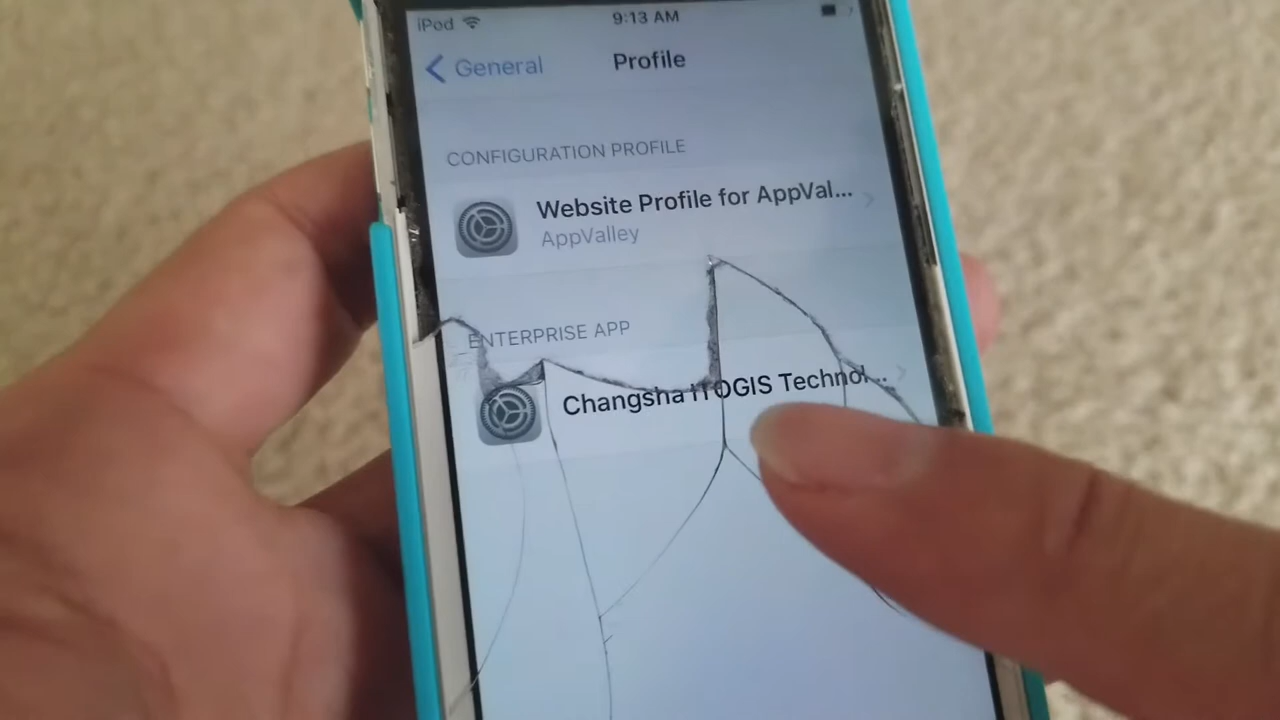 iPod
9:13 AM
General
Profile
CONFIGURATION PROFILE
Website Profile for AppVal...
AppValley
ENTERPRISE APP
Changsha Technol...